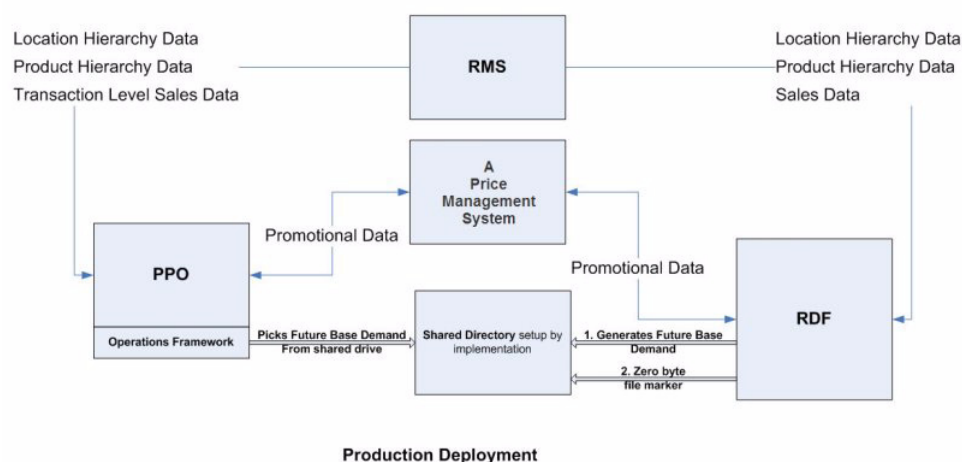 Location Hierarchy Data
Product Hierarchy Data
Transaction Level Sales Data
RMS
Location Hierarchy Data
Product Hierarchy Data
Sales Data
A
Price
Management
System
Promotional Data
Promotional Data
PPO
Operations Framework
Picks Future Base Demand
From shared drive
Shared Directory setup by
implementation
1. Generates Future Base
Demand
2. Zero byte
file marker
RDF
Production Deployment